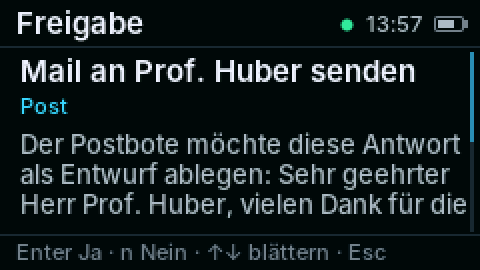 Freigabe
13:57
Mail an Prof. Huber senden
Post
Der Postbote möchte diese Antwort
als Entwurf ablegen: Sehr geehrter
Herr Prof. Huber, vielen Dank für die
Enter Ja · n Nein · ↑↓ blättern · Esc